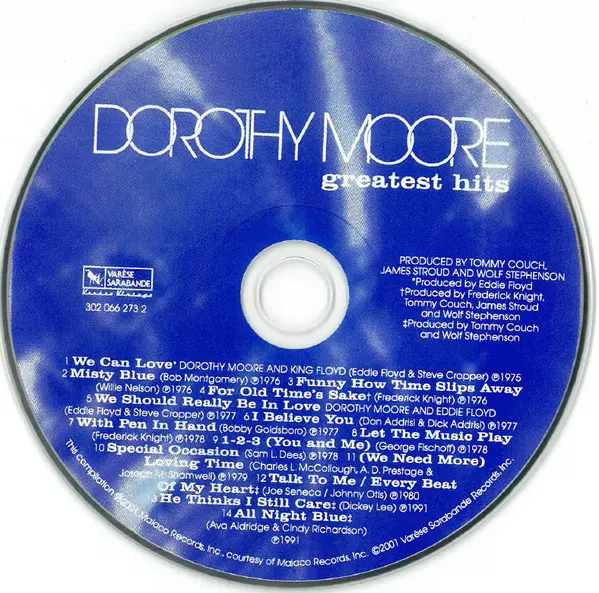 DOROTHY MOORE
greatest hits
VARÈSE
SARABANDE
Varèse Vintage
302 066 273 2
PRODUCED BY TOMMY COUCH,
JAMES STROUD AND WOLF STEPHENSON
*Produced by Eddie Floyd
†Produced by Frederick Knight,
Tommy Couch, James Stroud
and Wolf Stephenson
‡Produced by Tommy Couch
and Wolf Stephenson
1 We Can Love* DOROTHY MOORE AND KING FLOYD (Eddie Floyd & Steve Cropper) ℗1975
2 Misty Blue (Bob Montgomery) ℗1976 3 Funny How Time Slips Away
(Willie Nelson) ℗1976 4 For Old Time's Sake† (Frederick Knight) ℗1976
5 We Should Really Be In Love DOROTHY MOORE AND EDDIE FLOYD
(Eddie Floyd & Steve Cropper) ℗1977 6 I Believe You (Don Addrisi & Dick Addrisi) ℗1977
7 With Pen In Hand (Bobby Goldsboro) ℗1977 8 Let The Music Play
(Frederick Knight) ℗1978 9 1-2-3 (You and Me) (George Fischoff) ℗1978
10 Special Occasion (Sam L. Dees) ℗1978 11 (We Need More)
Loving Time (Charles L. McCollough, A. D. Prestage &
Joseph M. Shamwell) ℗1979 12 Talk To Me / Every Beat
Of My Heart‡ (Joe Seneca / Johnny Otis) ℗1980
13 He Thinks I Still Care‡ (Dickey Lee) ℗1991
14 All Night Blue‡
(Ava Aldridge & Cindy Richardson)
℗1991
This compilation ℗2001 Malaco Records, Inc., courtesy of Malaco Records, Inc. ©2001 Varèse Sarabande Records, Inc.